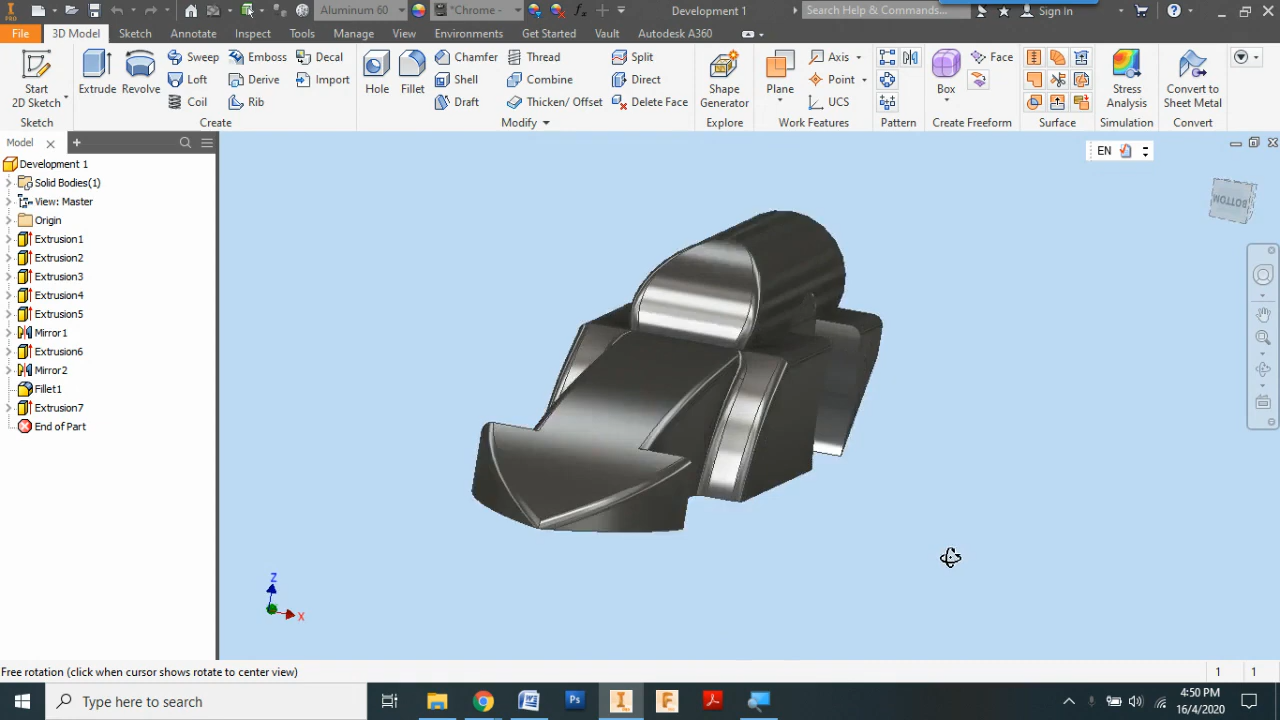 PRO
Aluminum 60
*Chrome -
fx
Development 1
Search Help & Commands...
Sign In
File
3D Model
Sketch
Annotate
Inspect
Tools
Manage
View
Environments
Get Started
Vault
Autodesk A360
Start
2D Sketch
Sketch
Extrude
Revolve
Sweep
Loft
Coil
Emboss
Derive
Rib
Decal
Import
Create
Hole
Fillet
Chamfer
Shell
Draft
Thread
Combine
Thicken/ Offset
Split
Direct
Delete Face
Modify
Shape
Generator
Explore
Plane
Axis
Point
UCS
Work Features
Pattern
Box
Face
Create Freeform
Surface
Stress
Analysis
Simulation
Convert to
Sheet Metal
Convert
Model
Development 1
Solid Bodies(1)
View: Master
Origin
Extrusion1
Extrusion2
Extrusion3
Extrusion4
Extrusion5
Mirror1
Extrusion6
Mirror2
Fillet1
Extrusion7
End of Part
EN
BOTTOM
Z
X
Free rotation (click when cursor shows rotate to center view)
1
1
Type here to search
W
Ps
I
F
4:50 PM
16/4/2020